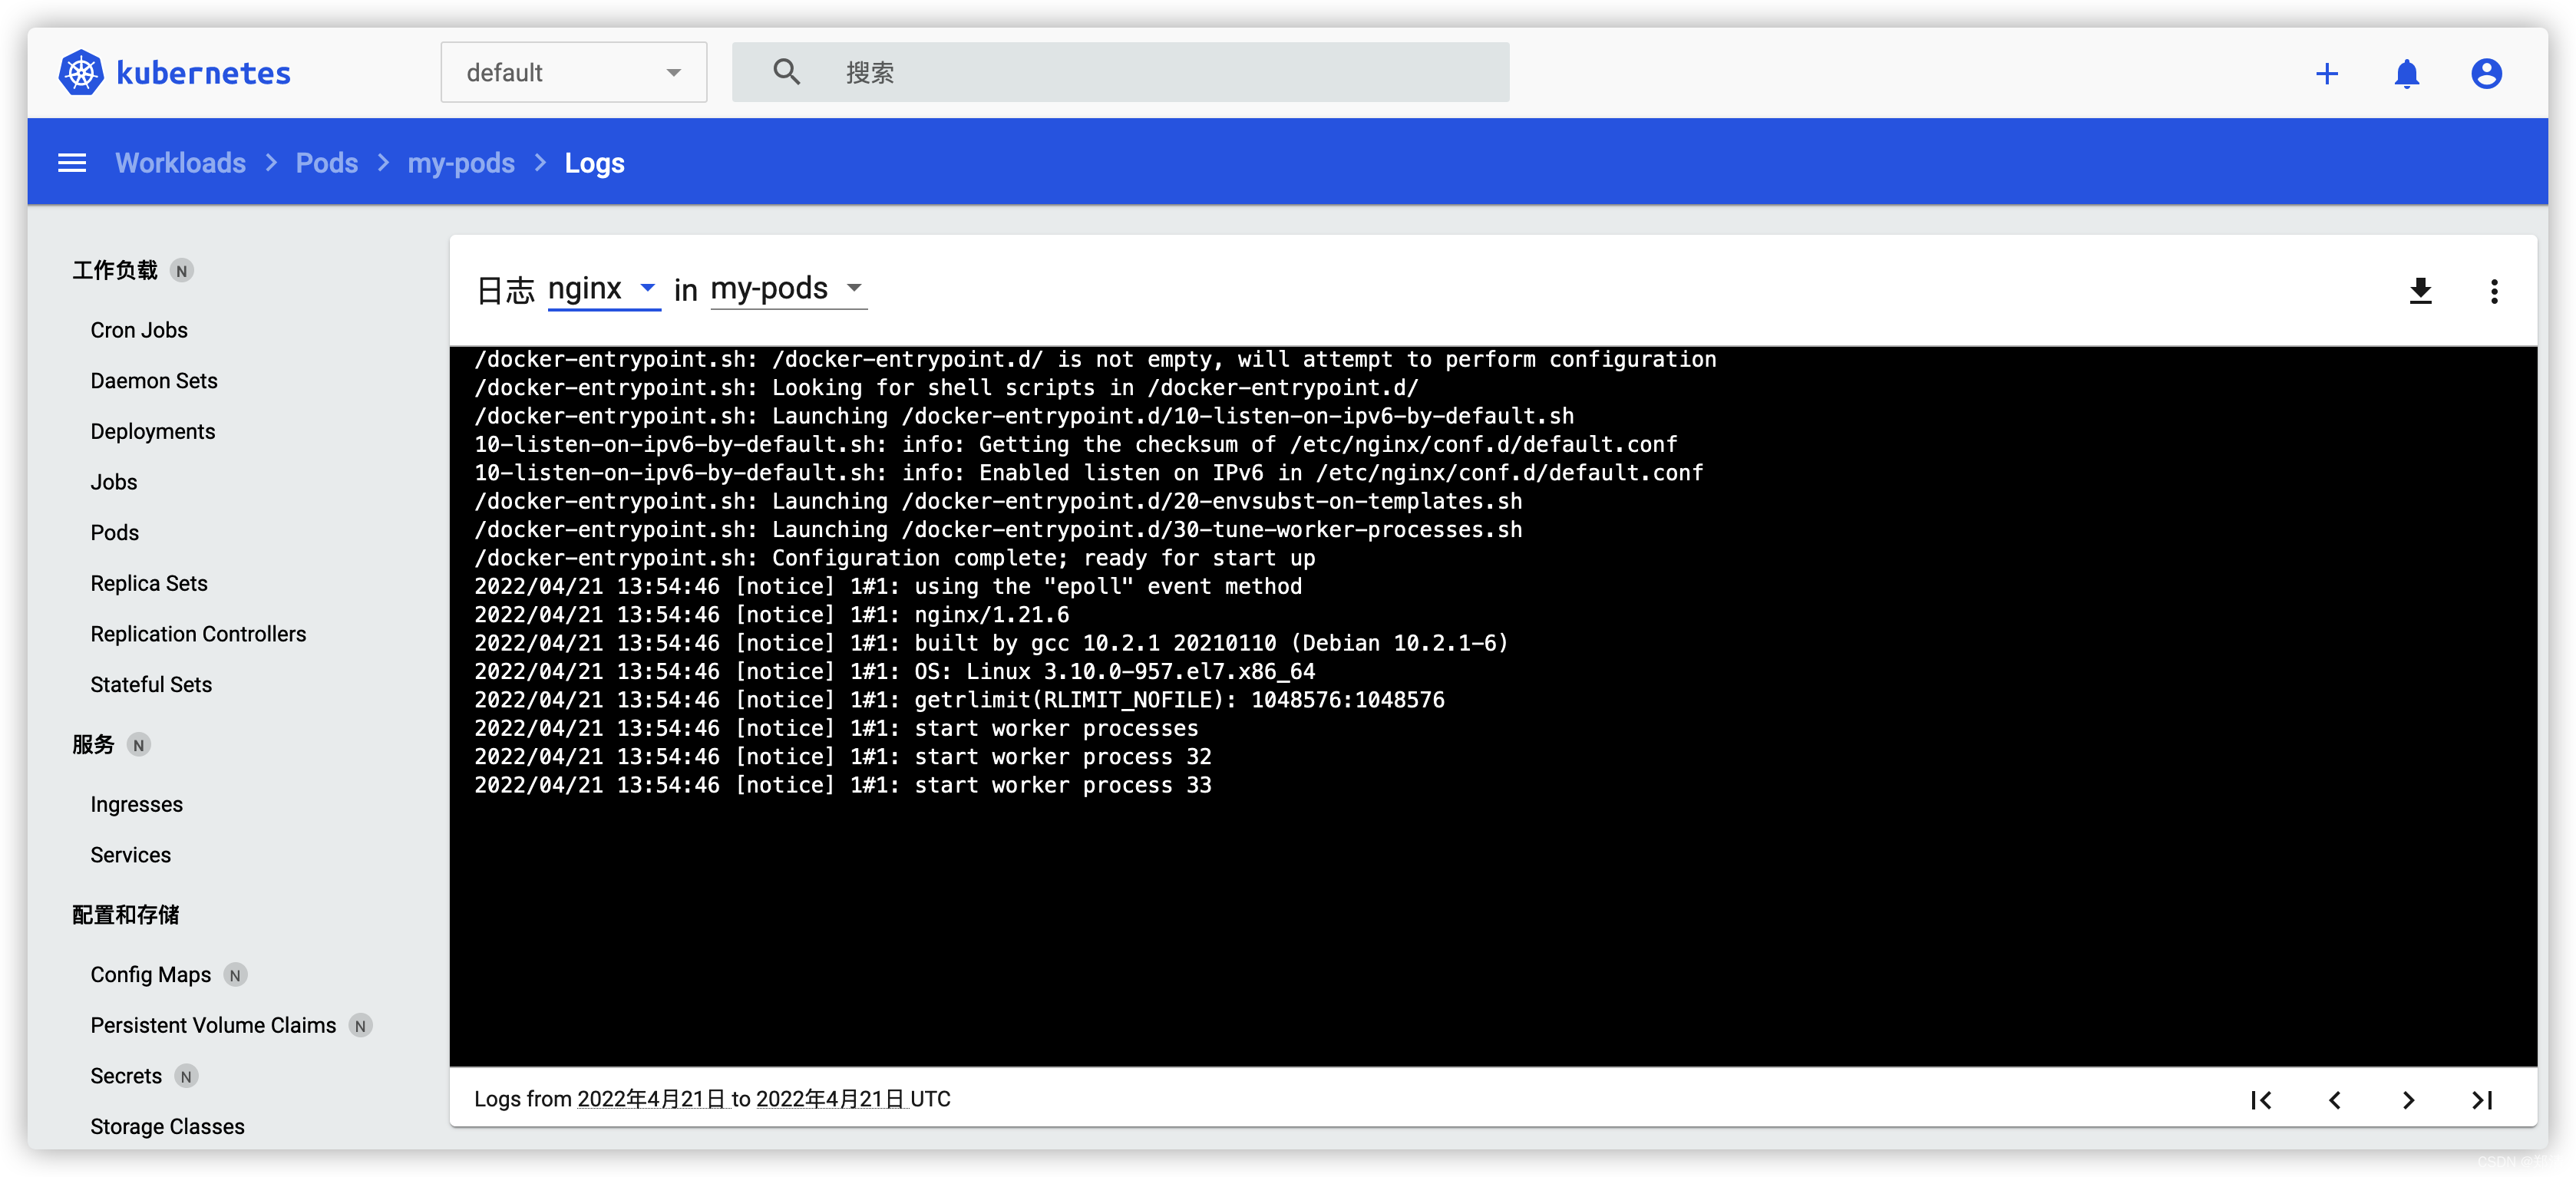 kubernetes
default
搜索
Workloads > Pods > my-pods > Logs
工作负载 N
Cron Jobs
Daemon Sets
Deployments
Jobs
Pods
Replica Sets
Replication Controllers
Stateful Sets
服务 N
Ingresses
Services
配置和存储
Config Maps N
Persistent Volume Claims N
Secrets N
Storage Classes
日志 nginx in my-pods
/docker-entrypoint.sh: /docker-entrypoint.d/ is not empty, will attempt to perform configuration
/docker-entrypoint.sh: Looking for shell scripts in /docker-entrypoint.d/
/docker-entrypoint.sh: Launching /docker-entrypoint.d/10-listen-on-ipv6-by-default.sh
10-listen-on-ipv6-by-default.sh: info: Getting the checksum of /etc/nginx/conf.d/default.conf
10-listen-on-ipv6-by-default.sh: info: Enabled listen on IPv6 in /etc/nginx/conf.d/default.conf
/docker-entrypoint.sh: Launching /docker-entrypoint.d/20-envsubst-on-templates.sh
/docker-entrypoint.sh: Launching /docker-entrypoint.d/30-tune-worker-processes.sh
/docker-entrypoint.sh: Configuration complete; ready for start up
2022/04/21 13:54:46 [notice] 1#1: using the "epoll" event method
2022/04/21 13:54:46 [notice] 1#1: nginx/1.21.6
2022/04/21 13:54:46 [notice] 1#1: built by gcc 10.2.1 20210110 (Debian 10.2.1-6)
2022/04/21 13:54:46 [notice] 1#1: OS: Linux 3.10.0-957.el7.x86_64
2022/04/21 13:54:46 [notice] 1#1: getrlimit(RLIMIT_NOFILE): 1048576:1048576
2022/04/21 13:54:46 [notice] 1#1: start worker processes
2022/04/21 13:54:46 [notice] 1#1: start worker process 32
2022/04/21 13:54:46 [notice] 1#1: start worker process 33
Logs from 2022年4月21日 to 2022年4月21日 UTC